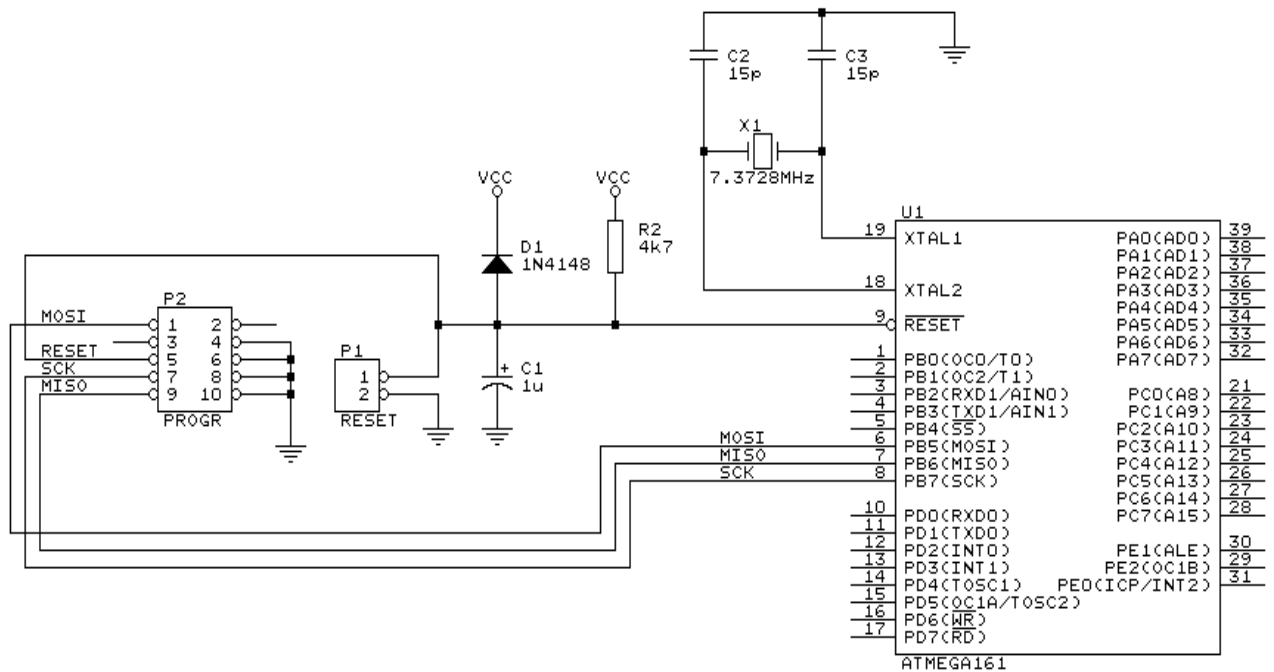 C2
15p
C3
15p
X1
7.3728MHz
VCC
VCC
D1
1N4148
R2
4k7
P2
MOSI
RESET
SCK
MISO
1 2
3 4
5 6
7 8
9 10
PROGR
P1
1
2
RESET
+ C1
1u
MOSI
MISO
SCK
U1
19 XTAL1
18 XTAL2
9 RESET
1 PB0(OC0/T0)
2 PB1(OC2/T1)
3 PB2(RXD1/AIN0)
4 PB3(TXD1/AIN1)
5 PB4(SS)
6 PB5(MOSI)
7 PB6(MISO)
8 PB7(SCK)
10 PD0(RXD0)
11 PD1(TXD0)
12 PD2(INT0)
13 PD3(INT1)
14 PD4(TOSC1)
15 PD5(OC1A/TOSC2)
16 PD6(WR)
17 PD7(RD)
PA0(AD0) 39
PA1(AD1) 38
PA2(AD2) 37
PA3(AD3) 36
PA4(AD4) 35
PA5(AD5) 34
PA6(AD6) 33
PA7(AD7) 32
PC0(A8) 21
PC1(A9) 22
PC2(A10) 23
PC3(A11) 24
PC4(A12) 25
PC5(A13) 26
PC6(A14) 27
PC7(A15) 28
PE1(ALE) 30
PE2(OC1B) 29
PE0(ICP/INT2) 31
ATMEGA161